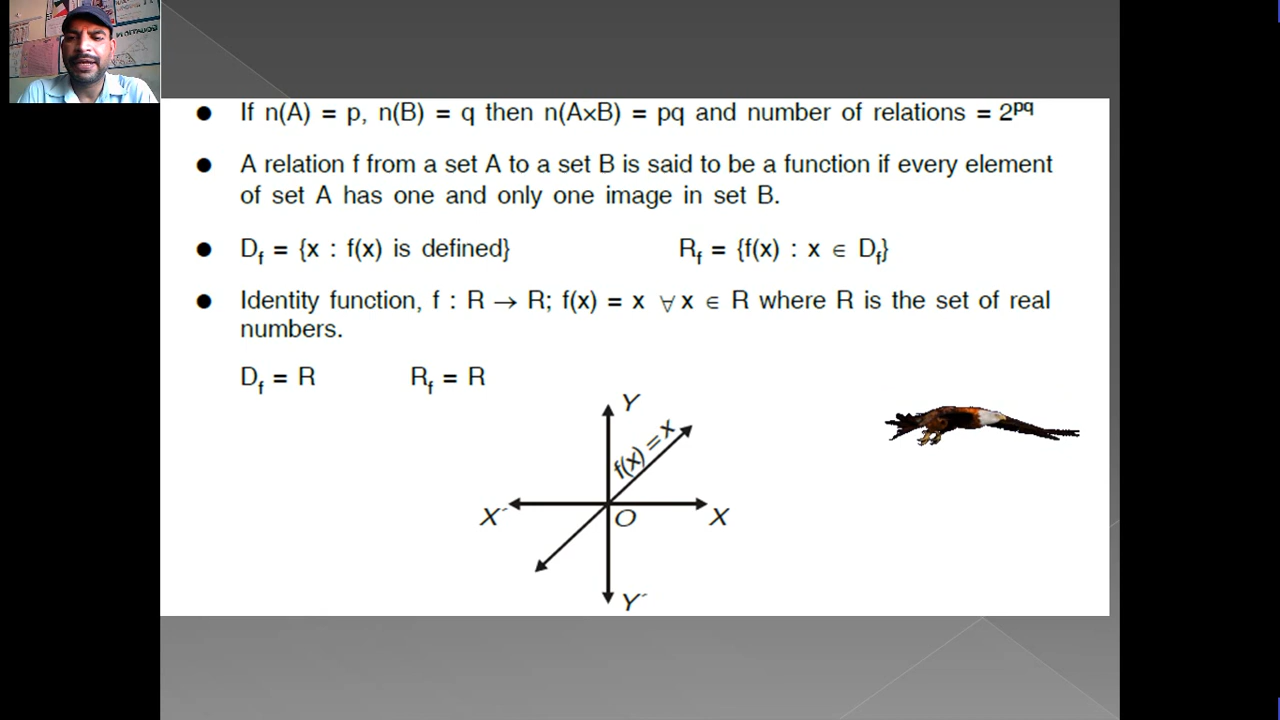 ● If n(A) = p, n(B) = q then n(A×B) = pq and number of relations = 2^pq
● A relation f from a set A to a set B is said to be a function if every element
of set A has one and only one image in set B.
● D_f = {x : f(x) is defined} R_f = {f(x) : x ∈ D_f}
● Identity function, f : R → R; f(x) = x ∀ x ∈ R where R is the set of real
numbers.
D_f = R R_f = R
Y
f(x) = x
X´ O X
Y´